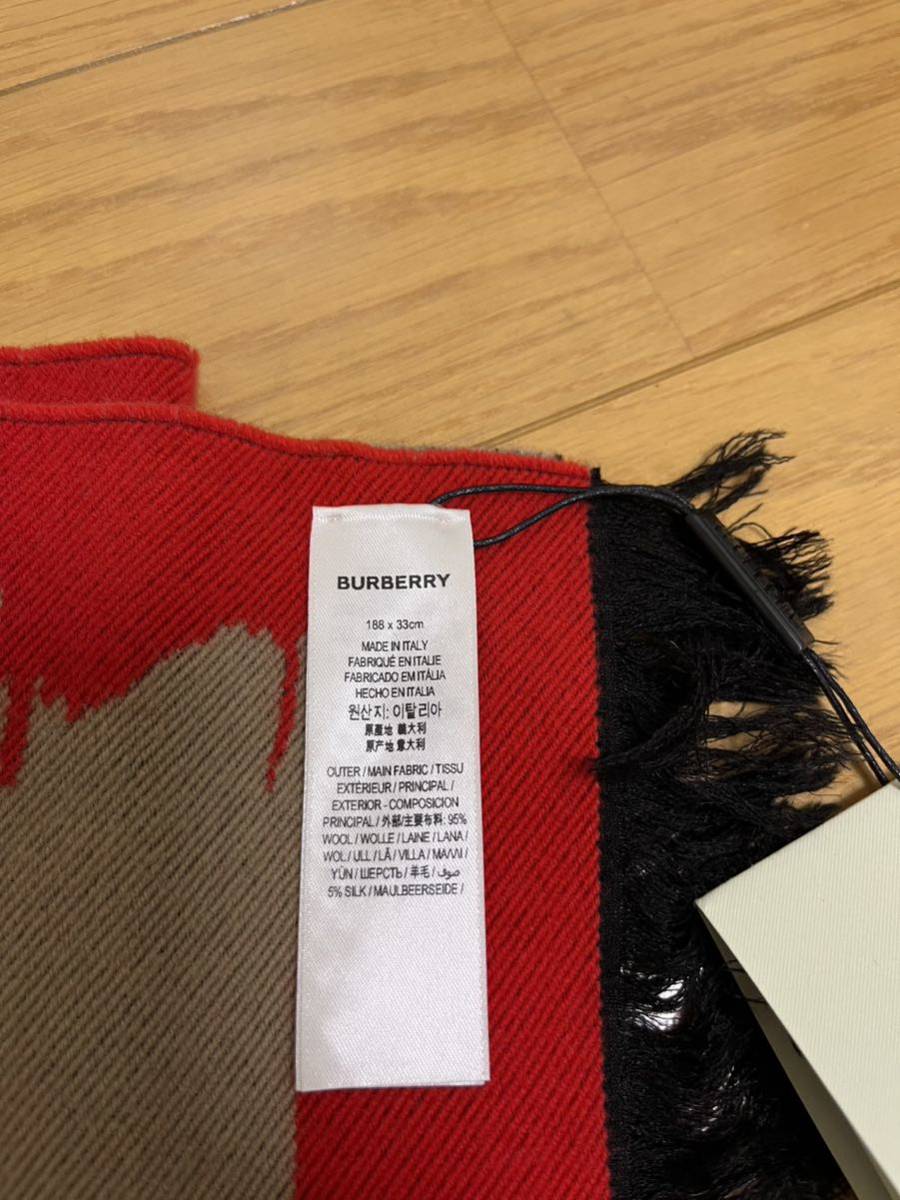 BURBERRY
188 x 33cm
MADE IN ITALY
FABRIQUÉ EN ITALIE
FABRICADO EM ITÁLIA
HECHO EN ITALIA
원산지: 이탈리아
原產地 義大利
原产地 意大利
OUTER / MAIN FABRIC / TISSU
EXTÉRIEUR / PRINCIPAL /
EXTERIOR - COMPOSICION
PRINCIPAL / 外部/主要布料: 95%
WOOL / WOLLE / LAINE / LANA /
WOL / ULL / LÃ / VILLA / ΜΑΛΛΙ /
YÜN / ШЕРСТЬ / 羊毛 / صوف
5% SILK / MAULBEERSEIDE /